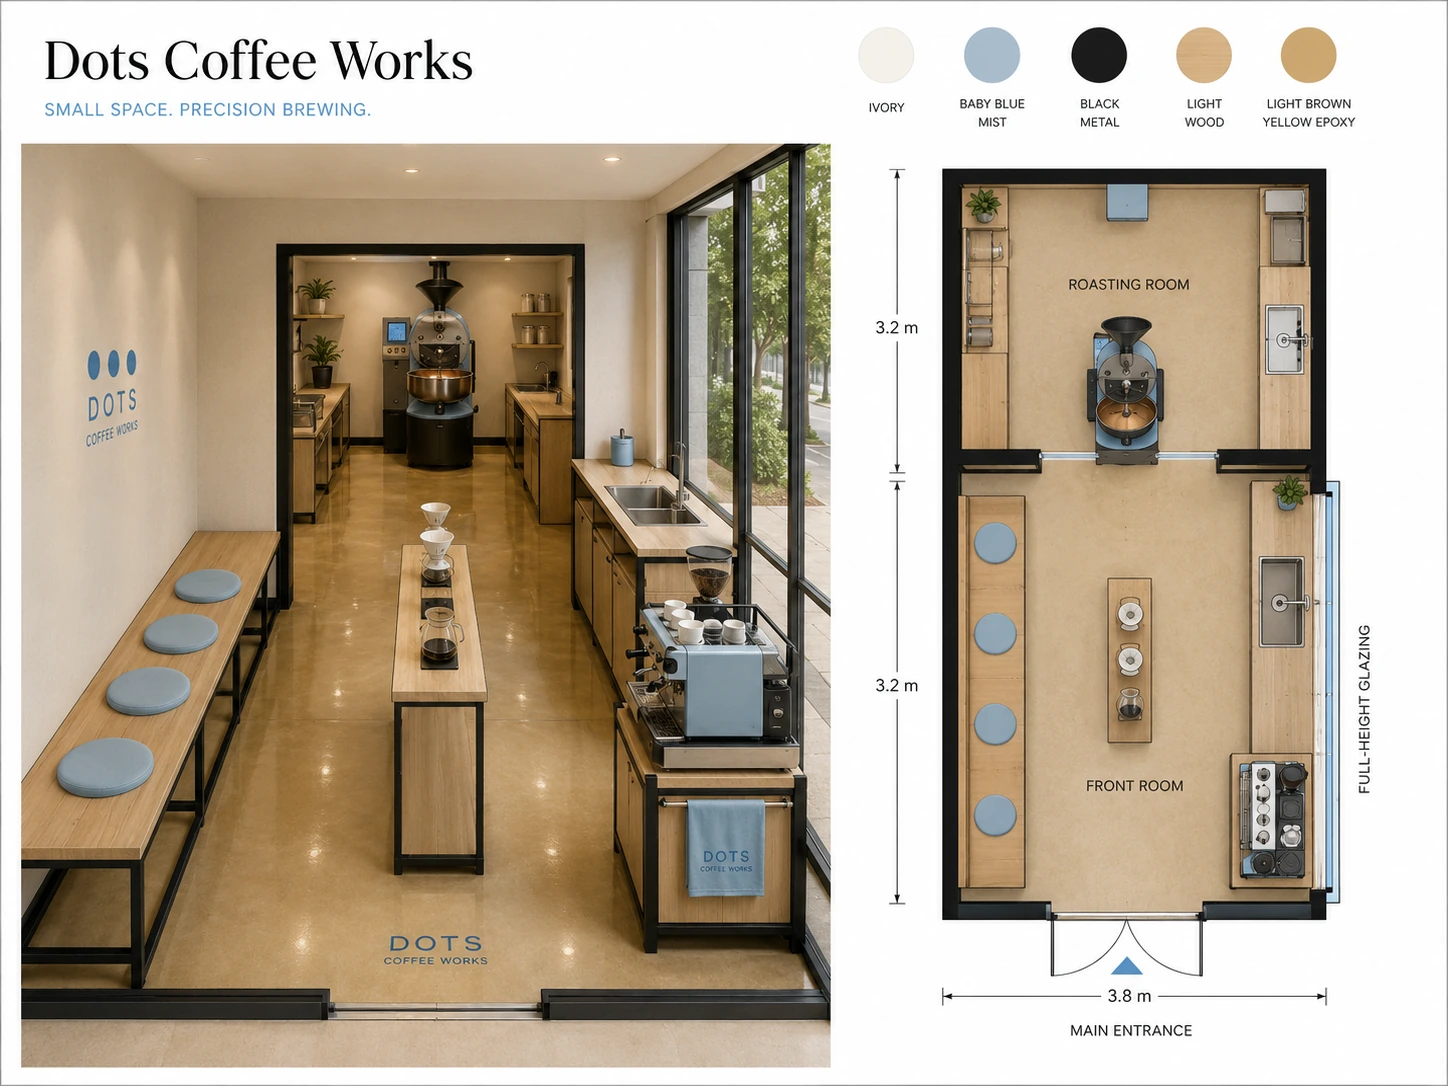 Dots Coffee Works
SMALL SPACE. PRECISION BREWING.
IVORY
BABY BLUE
MIST
BLACK
METAL
LIGHT
WOOD
LIGHT BROWN
YELLOW EPOXY
DOTS
COFFEE WORKS
DOTS
COFFEE WORKS
DOTS
COFFEE WORKS
ROASTING ROOM
3.2 m
3.2 m
FRONT ROOM
FULL-HEIGHT GLAZING
3.8 m
MAIN ENTRANCE